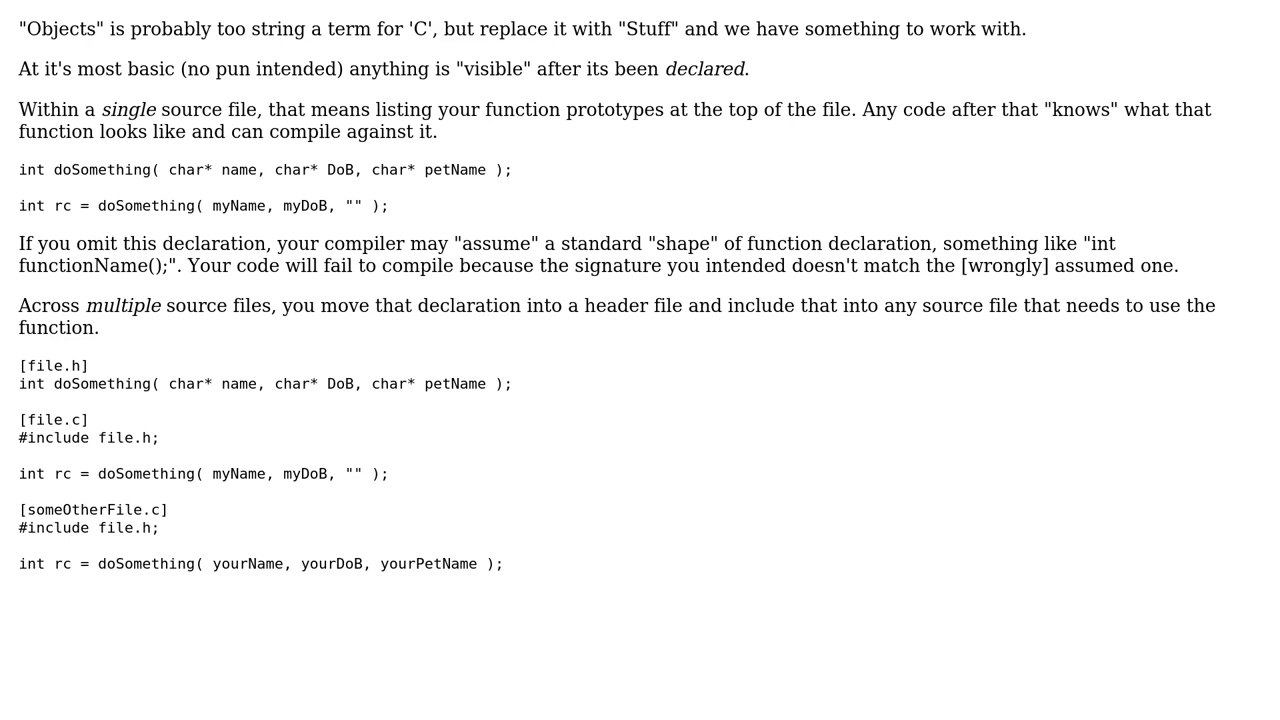 "Objects" is probably too string a term for 'C', but replace it with "Stuff" and we have something to work with.
At it's most basic (no pun intended) anything is "visible" after its been declared.
Within a single source file, that means listing your function prototypes at the top of the file. Any code after that "knows" what that
function looks like and can compile against it.
int doSomething( char* name, char* DoB, char* petName );
int rc = doSomething( myName, myDoB, "" );
If you omit this declaration, your compiler may "assume" a standard "shape" of function declaration, something like "int
functionName();". Your code will fail to compile because the signature you intended doesn't match the [wrongly] assumed one.
Across multiple source files, you move that declaration into a header file and include that into any source file that needs to use the
function.
[file.h]
int doSomething( char* name, char* DoB, char* petName );
[file.c]
#include file.h;
int rc = doSomething( myName, myDoB, "" );
[someOtherFile.c]
#include file.h;
int rc = doSomething( yourName, yourDoB, yourPetName );